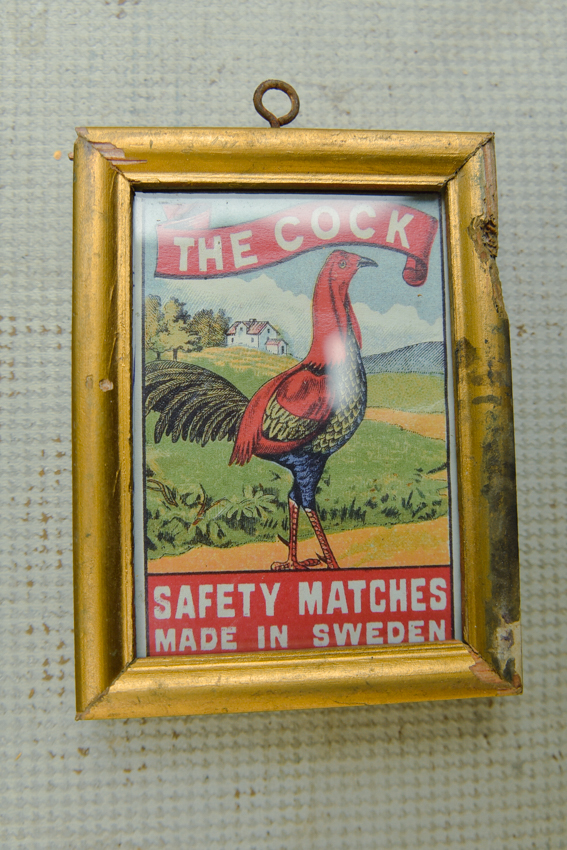 THE COCK
SAFETY MATCHES
MADE IN SWEDEN